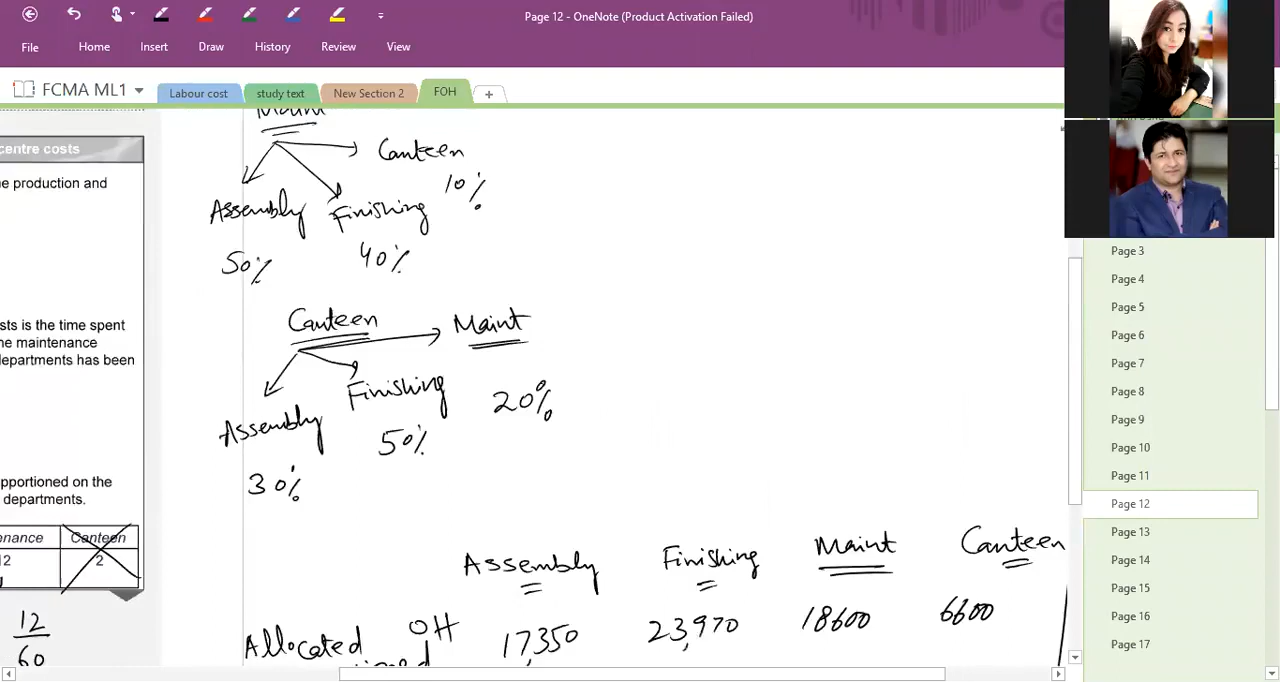 Page 12 - OneNote (Product Activation Failed)
File Home Insert Draw History Review View
FCMA ML1 Labour cost study text New Section 2 FOH
entre costs
e production and
sts is the time spent
he maintenance
departments has been
pportioned on the
departments.
enance Canteen
12 2
12
60
Maint
Canteen
10%
Assembly Finishing
50% 40%
Canteen Maint
Assembly Finishing 20%
50%
30%
Assembly Finishing Maint Canteen
Allocated OH 17,350 23,970 18600 6600
Page 3
Page 4
Page 5
Page 6
Page 7
Page 8
Page 9
Page 10
Page 11
Page 12
Page 13
Page 14
Page 15
Page 16
Page 17